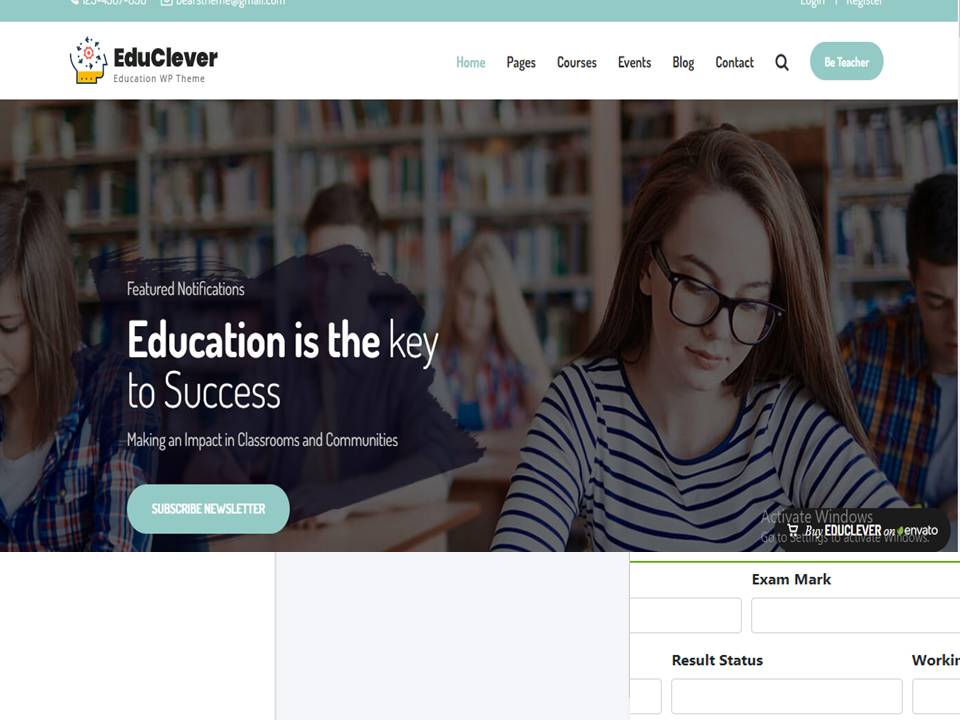 123-4567-890 bearstheme@gmail.com Login | Register
EduClever
Education WP Theme
Home Pages Courses Events Blog Contact Be Teacher
Featured Notifications
Education is the key
to Success
Making an Impact in Classrooms and Communities
SUBSCRIBE NEWSLETTER
Activate Windows
Go to Settings to activate Windows.
Buy EDUCLEVER on envato
Exam Mark
Result Status